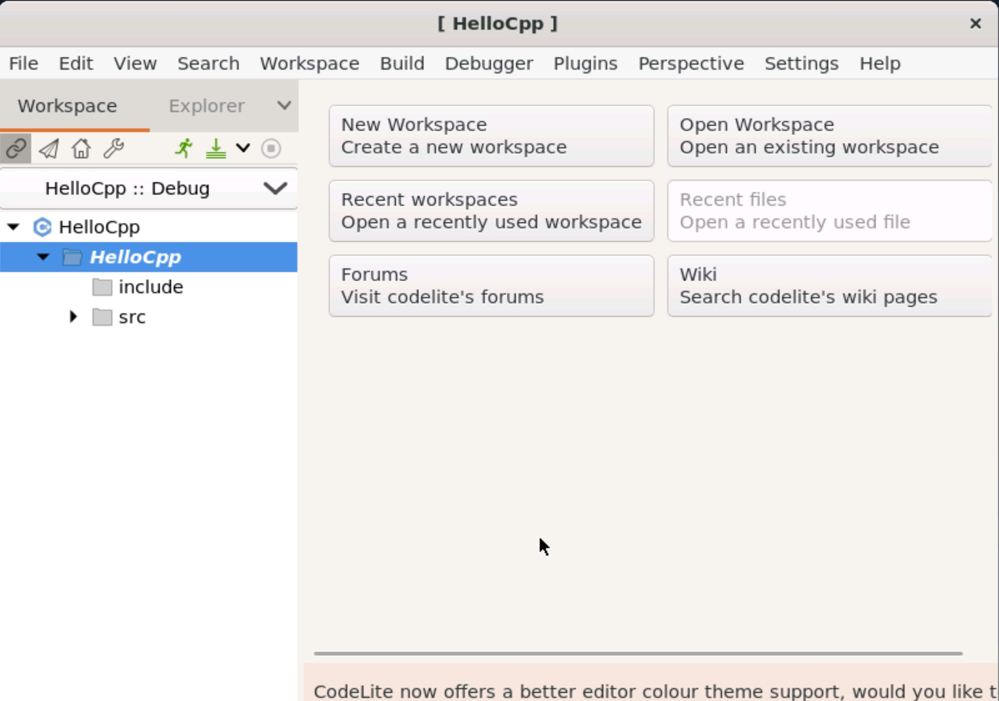 [ HelloCpp ]
File Edit View Search Workspace Build Debugger Plugins Perspective Settings Help
Workspace Explorer
HelloCpp :: Debug
HelloCpp
HelloCpp
include
src
New Workspace
Create a new workspace
Open Workspace
Open an existing workspace
Recent workspaces
Open a recently used workspace
Recent files
Open a recently used file
Forums
Visit codelite's forums
Wiki
Search codelite's wiki pages
CodeLite now offers a better editor colour theme support, would you like t